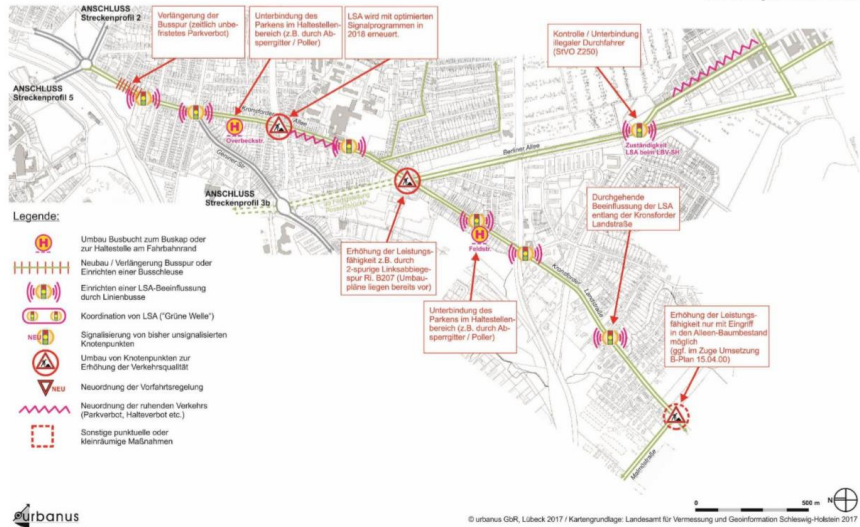 ANSCHLUSS
Streckenprofil 2
Verlängerung der
Busspur (zeitlich unbe-
fristetes Parkverbot)
Unterbindung des
Parkens im Haltestellen-
bereich (z.B. durch Ab-
sperrgitter / Poller)
LSA wird mit optimierten
Signalprogrammen in
2018 erneuert.
Kontrolle / Unterbindung
illegaler Durchfahrer
(StVO Z250)
ANSCHLUSS
Streckenprofil 5
Kronsforder Allee
H
Overbeckstr.
Zuständigkeit
LSA beim LBV-SH
Berliner Allee
ANSCHLUSS
Streckenprofil 3b
Durchgehende
Beeinflussung der LSA
entlang der Kronsforder
Landstraße
H
Feldstr.
Erhöhung der Leistungs-
fähigkeit z.B. durch
2-spurige Linksabbiege-
spur Ri. B207 (Umbau-
pläne liegen bereits vor)
Kronsforder
Landstraße
Unterbindung des
Parkens im Haltestellen-
bereich (z.B. durch Ab-
sperrgitter / Poller)
Erhöhung der Leistungs-
fähigkeit nur mit Eingriff
in den Alleen-Baumbestand
möglich
(ggf. im Zuge Umsetzung
B-Plan 15.04.00)
Malmöstraße
Legende:
H
Umbau Busbucht zum Buskap oder
zur Haltestelle am Fahrbahnrand
Neubau / Verlängerung Busspur oder
Einrichten einer Busschleuse
Einrichten einer LSA-Beeinflussung
durch Linienbusse
Koordination von LSA ("Grüne Welle")
NEU
Signalisierung von bisher unsignalisierten
Knotenpunkten
Umbau von Knotenpunkten zur
Erhöhung der Verkehrsqualität
NEU
Neuordnung der Vorfahrtsregelung
Neuordnung der ruhenden Verkehrs
(Parkverbot, Halteverbot etc.)
Sonstige punktuelle oder
kleinräumige Maßnahmen
urbanus
0
500 m
N
© urbanus GbR, Lübeck 2017 / Kartengrundlage: Landesamt für Vermessung und Geoinformation Schleswig-Holstein 2017